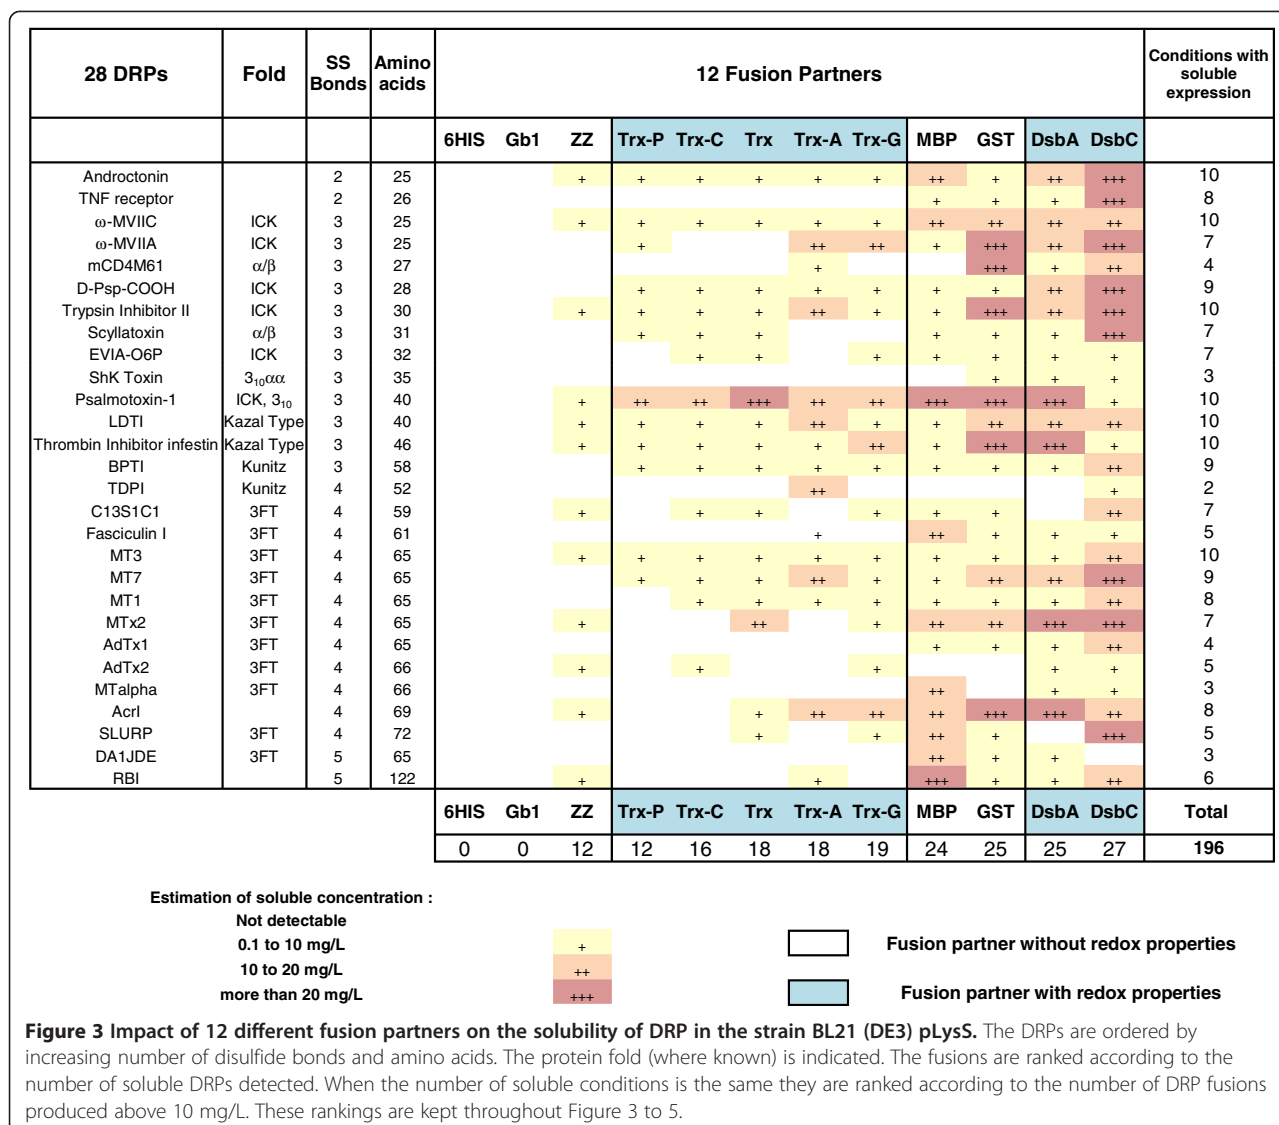 28 DRPs Fold SS Bonds Amino acids 12 Fusion Partners Conditions with soluble expression
6HIS Gb1 ZZ Trx-P Trx-C Trx Trx-A Trx-G MBP GST DsbA DsbC
Androctonin 2 25 + + + + + + ++ + ++ +++ 10
TNF receptor 2 26 + + + +++ 8
ω-MVIIC ICK 3 26 + + + + + + ++ ++ ++ ++ 10
ω-MVIIA ICK 3 25 + ++ ++ + +++ ++ +++ 7
mCD4M61 α/β 3 27 + +++ + ++ 4
D-Psp-COOH ICK 3 28 + + + + + + + ++ +++ 9
Trypsin Inhibitor II ICK 3 30 + + + + ++ + + +++ ++ +++ 10
Scyllatoxin α/β 3 31 + + + + + + +++ 7
EVIA-O6P ICK 3 32 + + + + + + + 7
ShK Toxin 3₁₀αα 3 35 + + + 3
Psalmotoxin-1 ICK, 3₁₀ 3 40 + ++ ++ +++ ++ ++ +++ +++ +++ + 10
LDTI Kazal Type 3 40 + + + + ++ + + ++ ++ ++ 10
Thrombin Inhibitor infestin Kazal Type 3 46 + + + + + ++ + +++ +++ + 10
BPTI Kunitz 3 58 + + + + + + + + ++ 9
TDPI Kunitz 4 52 ++ + 2
C13S1C1 3FT 4 59 + + + + + + ++ 7
Fasciculin I 3FT 4 61 + ++ + + + 5
MT3 3FT 4 65 + + + + + + + + + ++ 10
MT7 3FT 4 65 + + + ++ + + ++ ++ +++ 9
MT1 3FT 4 65 + + + + + + + ++ 8
MTx2 3FT 4 65 + ++ + ++ ++ +++ +++ 7
AdTx1 3FT 4 65 + + + ++ 4
AdTx2 3FT 4 66 + + + + + 5
MTalpha 3FT 4 66 ++ + + 3
AcrI 4 69 + + ++ ++ ++ +++ +++ ++ 8
SLURP 3FT 4 72 + + ++ + +++ 5
DA1JDE 3FT 5 65 ++ + + 3
RBI 5 122 + + +++ + + ++ 6
6HIS Gb1 ZZ Trx-P Trx-C Trx Trx-A Trx-G MBP GST DsbA DsbC Total
0 0 12 12 16 18 18 19 24 25 25 27 196
Estimation of soluble concentration :
Not detectable
0.1 to 10 mg/L + Fusion partner without redox properties
10 to 20 mg/L ++
more than 20 mg/L +++ Fusion partner with redox properties
Figure 3 Impact of 12 different fusion partners on the solubility of DRP in the strain BL21 (DE3) pLysS. The DRPs are ordered by
increasing number of disulfide bonds and amino acids. The protein fold (where known) is indicated. The fusions are ranked according to the
number of soluble DRPs detected. When the number of soluble conditions is the same they are ranked according to the number of DRP fusions
produced above 10 mg/L. These rankings are kept throughout Figure 3 to 5.